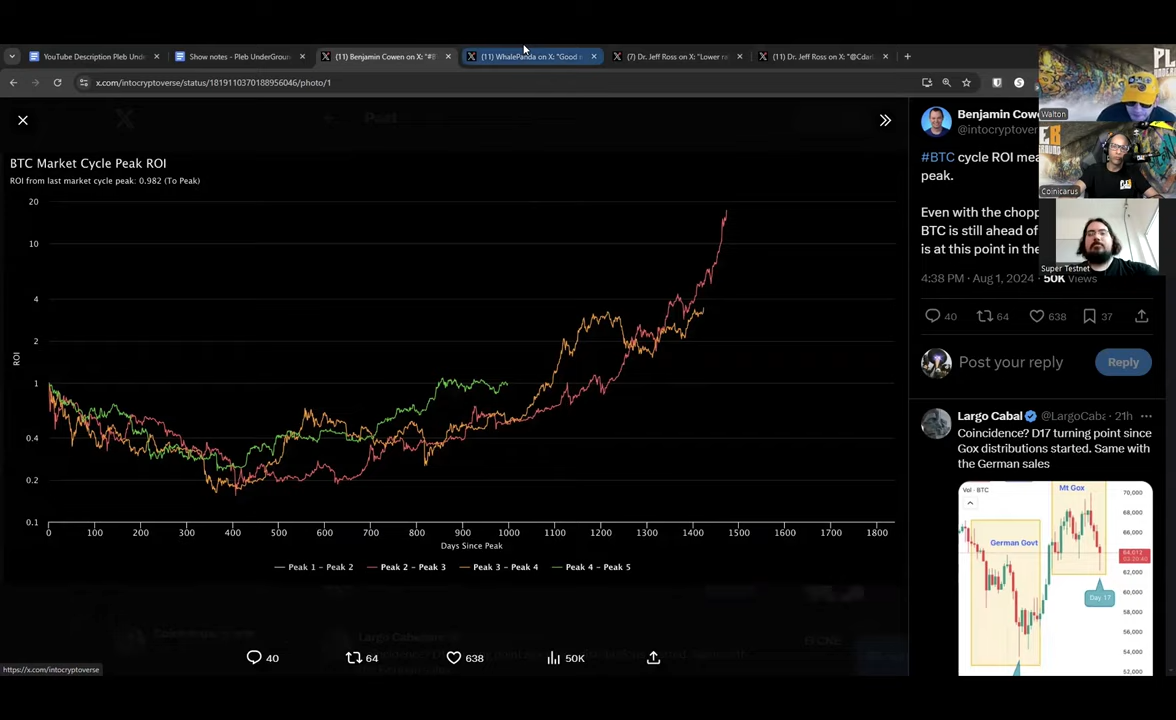 YouTube Description Pleb Und
Show notes - Pleb UnderGroun
(11) Benjamin Cowen on X: "#
(11) WhalePanda on X: "Good
(7) Dr. Jeff Ross on X: "Lower ra
(11) Dr. Jeff Ross on X: "@Cdar
x.com/intocryptoverse/status/1819110370188956046/photo/1
Walton
Coinicarus
Super Testnet
Post
BTC Market Cycle Peak ROI
ROI from last market cycle peak: 0.982 (To Peak)
20
10
4
2
1
0.4
0.2
0.1
ROI
0 100 200 300 400 500 600 700 800 900 1000 1100 1200 1300 1400 1500 1600 1700 1800
Days Since Peak
Peak 1 - Peak 2 Peak 2 - Peak 3 Peak 3 - Peak 4 Peak 4 - Peak 5
40 64 638 50K
https://x.com/intocryptoverse
Benjamin Cow
@intocryptover
#BTC cycle ROI mea
peak.
Even with the chopp
BTC is still ahead of
is at this point in the
4:38 PM · Aug 1, 2024 · 50K Views
40 64 638 37
Post your reply
Reply
Largo Cabal @LargoCaba · 21h
Coincidence? D17 turning point since
Gox distributions started. Same with
the German sales
Vol · BTC
Mt Gox
German Govt
Day 17
70,000
68,000
66,000
62,000
60,000
58,000
56,000
54,000
52,000